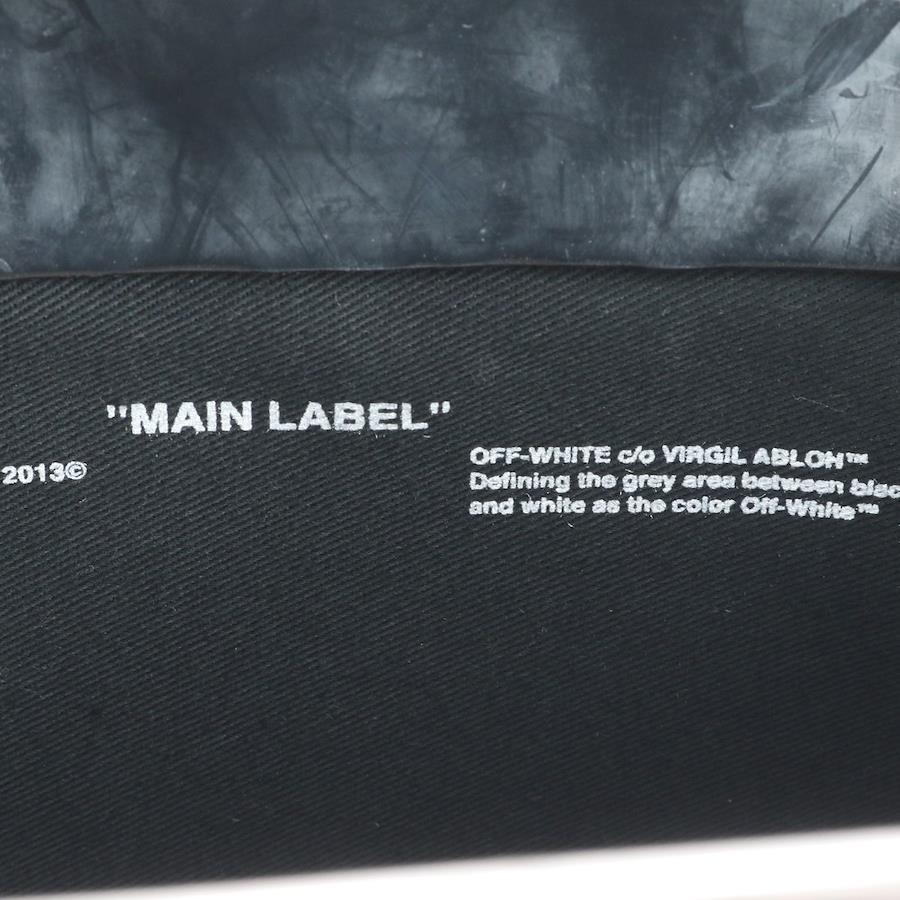 "MAIN LABEL"
2013©
OFF-WHITE c/o VIRGIL ABLOH™
Defining the grey area between blac
and white as the color Off-White™